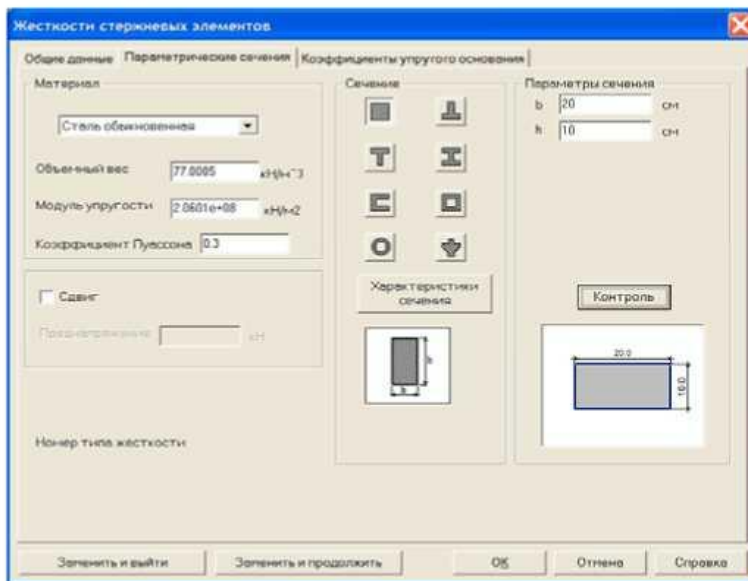 Жесткости стержневых элементов
Общие данные Параметрические сечения Коэффициенты упругого основания
Материал
Сталь обыкновенная
Объемный вес 77.0085 кН/м^3
Модуль упругости 2.0601e+08 кН/м2
Коэффициент Пуассона 0.3
Сдвиг
Преднапряжение кН
Номер типа жесткости
Сечение
Характеристики
сечения
h
b
Параметры сечения
b 20 см
h 10 см
Контроль
20.0
10.0
Заменить и выйти Заменить и продолжить ОК Отмена Справка